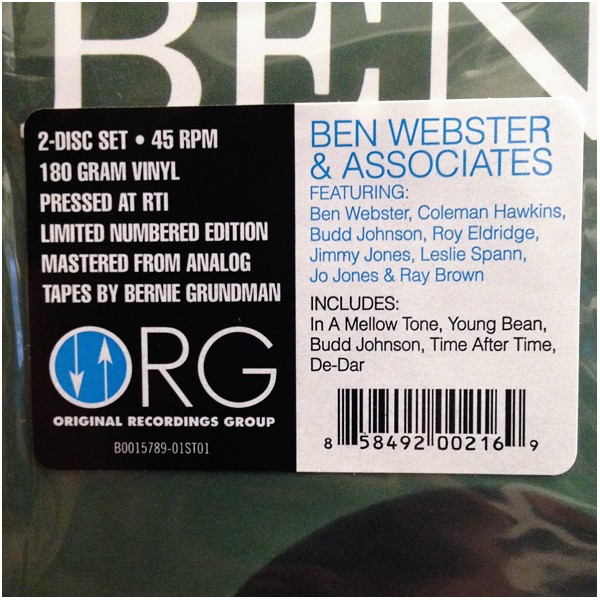 BEN
2-DISC SET • 45 RPM
180 GRAM VINYL
PRESSED AT RTI
LIMITED NUMBERED EDITION
MASTERED FROM ANALOG
TAPES BY BERNIE GRUNDMAN
ORG
ORIGINAL RECORDINGS GROUP
B0015789-01ST01
BEN WEBSTER
& ASSOCIATES
FEATURING:
Ben Webster, Coleman Hawkins,
Budd Johnson, Roy Eldridge,
Jimmy Jones, Leslie Spann,
Jo Jones & Ray Brown
INCLUDES:
In A Mellow Tone, Young Bean,
Budd Johnson, Time After Time,
De-Dar
8 58492 00216 9